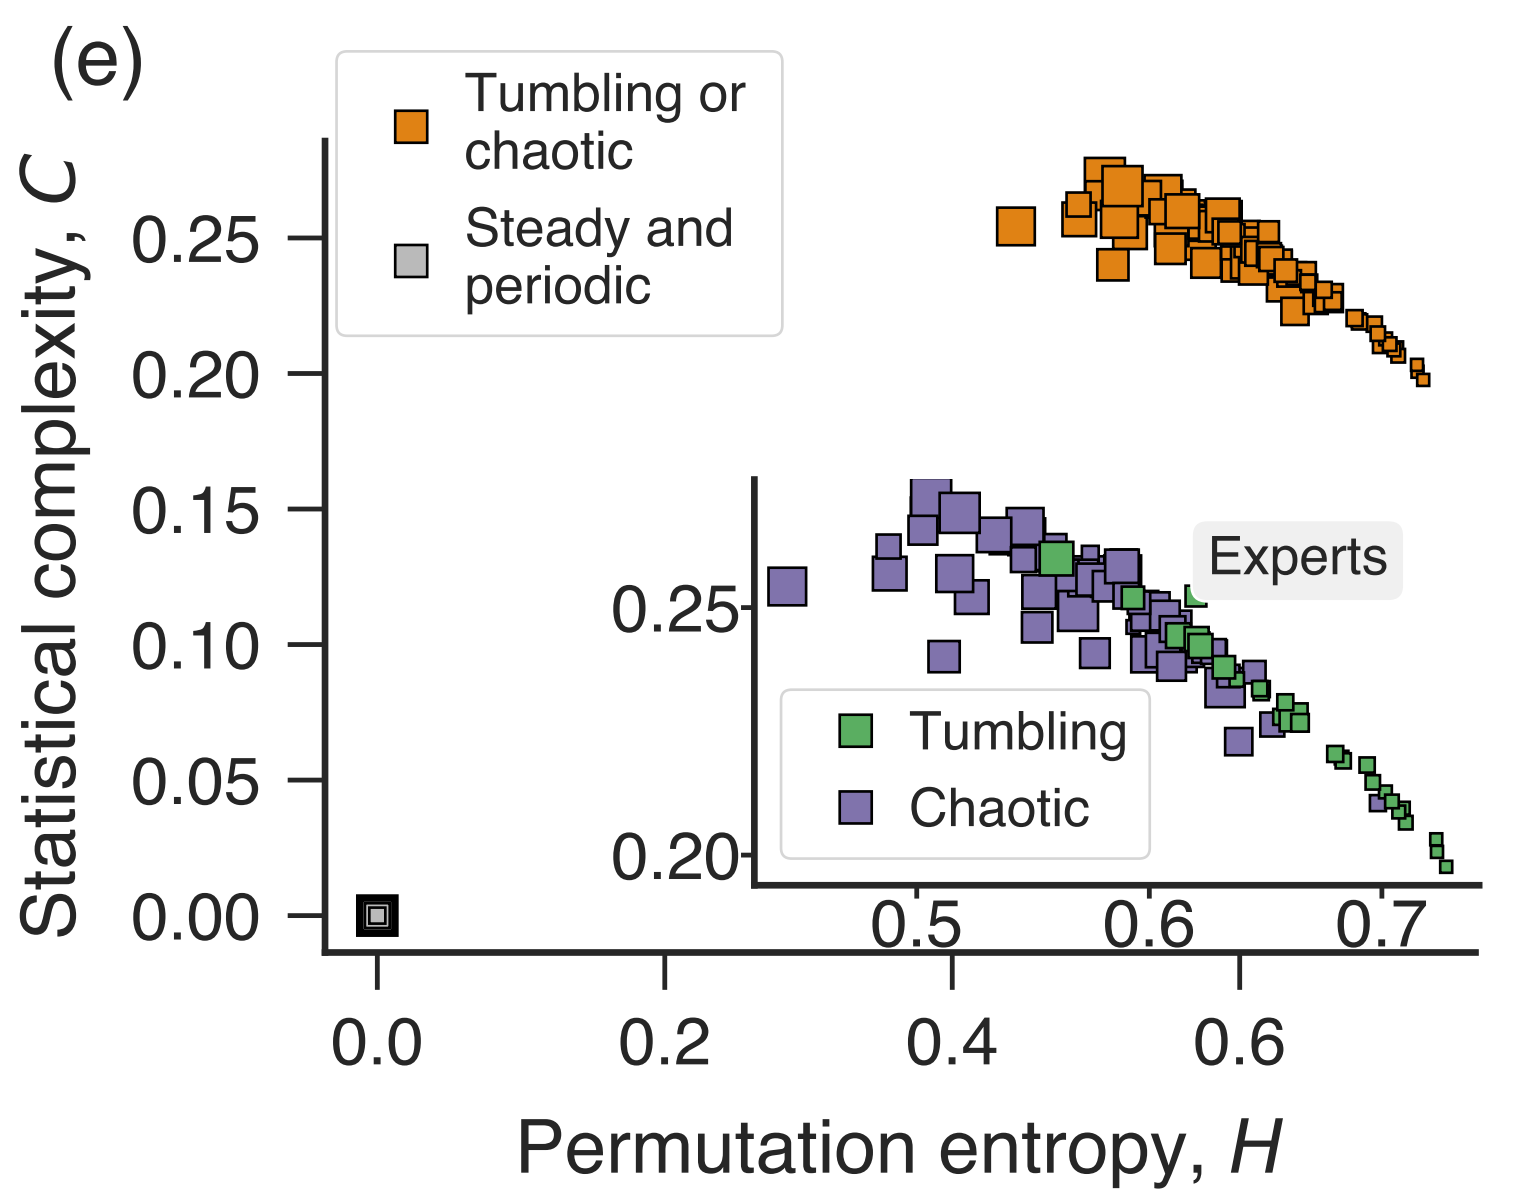 (e)
Tumbling or
chaotic
Steady and
periodic
Statistical complexity, C
0.25
0.20
0.15
0.10
0.05
0.00
0.0
0.2
0.4
0.6
Permutation entropy, H
Experts
0.25
0.20
Tumbling
Chaotic
0.5
0.6
0.7